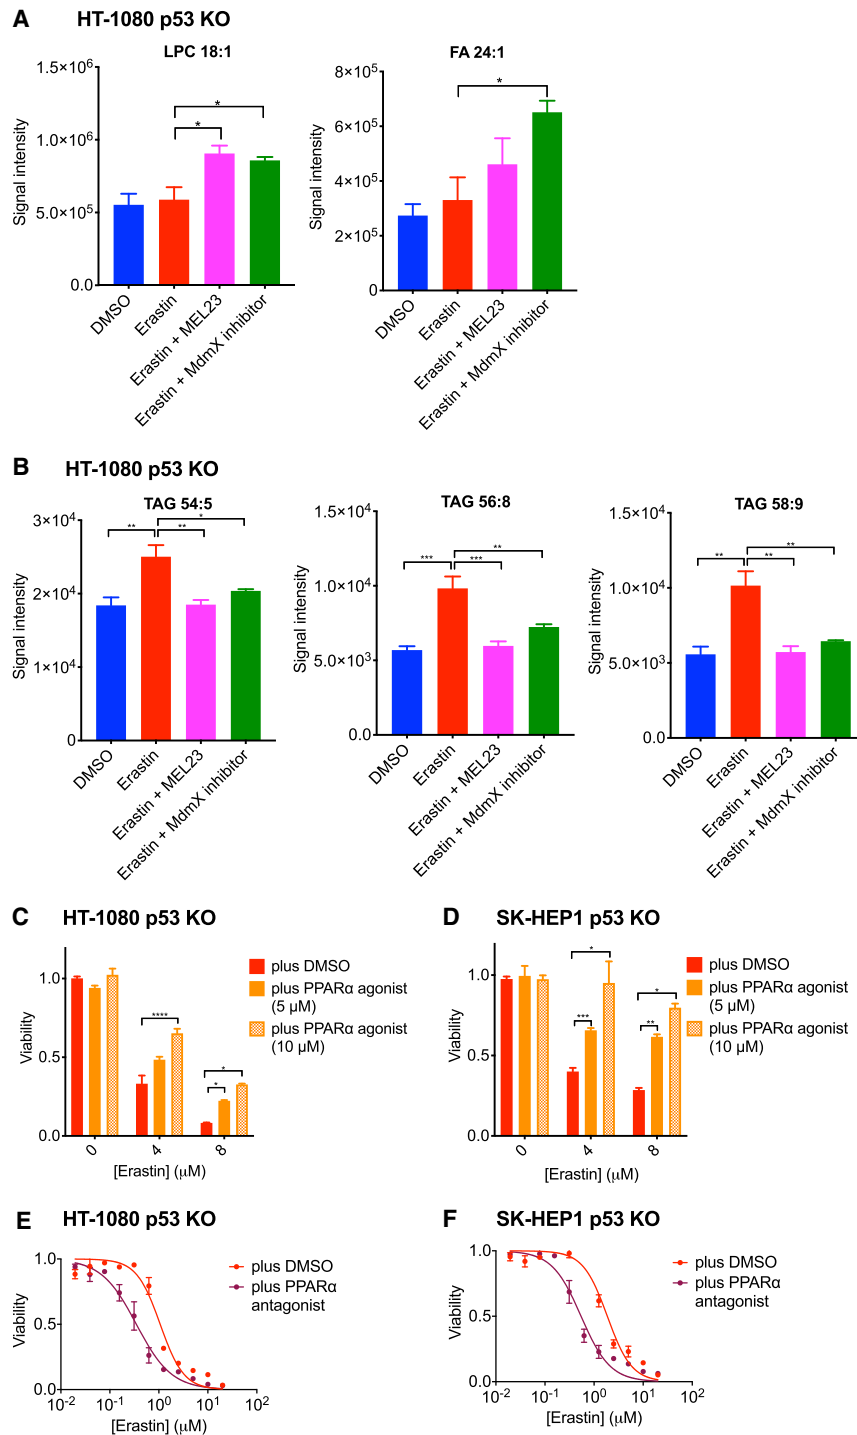 A HT-1080 p53 KO
LPC 18:1
Signal intensity
1.5×10⁶
1.0×10⁶
5.0×10⁵
0.0
*
*
DMSO
Erastin
Erastin + MEL23
Erastin + MdmX inhibitor
FA 24:1
Signal intensity
8×10⁵
6×10⁵
4×10⁵
2×10⁵
0
*
DMSO
Erastin
Erastin + MEL23
Erastin + MdmX inhibitor
B HT-1080 p53 KO
TAG 54:5
Signal intensity
3×10⁴
2×10⁴
1×10⁴
0
*
** **
DMSO
Erastin
Erastin + MEL23
Erastin + MdmX inhibitor
TAG 56:8
Signal intensity
1.5×10⁴
1.0×10⁴
5.0×10³
0.0
**
*** ***
DMSO
Erastin
Erastin + MEL23
Erastin + MdmX inhibitor
TAG 58:9
Signal intensity
1.5×10⁴
1.0×10⁴
5.0×10³
0.0
**
** **
DMSO
Erastin
Erastin + MEL23
Erastin + MdmX inhibitor
C HT-1080 p53 KO
Viability
1.0
0.5
0.0
****
*
*
0 4 8
[Erastin] (μM)
plus DMSO
plus PPARα agonist
(5 μM)
plus PPARα agonist
(10 μM)
D SK-HEP1 p53 KO
Viability
1.0
0.5
0.0
*
***
*
**
0 4 8
[Erastin] (μM)
plus DMSO
plus PPARα agonist
(5 μM)
plus PPARα agonist
(10 μM)
E HT-1080 p53 KO
Viability
1.0
0.5
0.0
10⁻² 10⁻¹ 10⁰ 10¹ 10²
[Erastin] (μM)
plus DMSO
plus PPARα
antagonist
F SK-HEP1 p53 KO
Viability
1.0
0.5
0.0
10⁻² 10⁻¹ 10⁰ 10¹ 10²
[Erastin] (μM)
plus DMSO
plus PPARα
antagonist